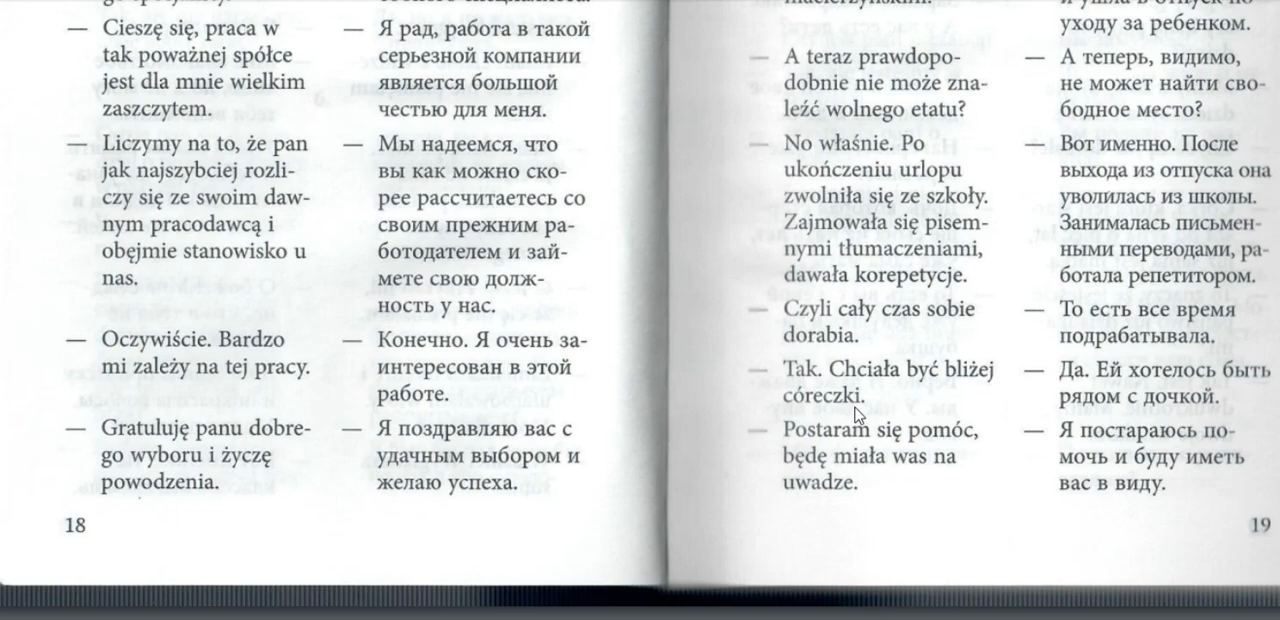 — Cieszę się, praca w
tak poważnej spółce
jest dla mnie wielkim
zaszczytem.
— Liczymy na to, że pan
jak najszybciej rozli-
czy się ze swoim daw-
nym pracodawcą i
obejmie stanowisko u
nas.
— Oczywiście. Bardzo
mi zależy na tej pracy.
— Gratuluję panu dobre-
go wyboru i życzę
powodzenia.
18
— Я рад, работа в такой
серьезной компании
является большой
честью для меня.
— Мы надеемся, что
вы как можно ско-
рее рассчитаетесь со
своим прежним ра-
ботодателем и зай-
мете свою долж-
ность у нас.
— Конечно. Я очень за-
интересован в этой
работе.
— Я поздравляю вас с
удачным выбором и
желаю успеха.
macierzyńskim.
— A teraz prawdopo-
dobnie nie może zna-
leźć wolnego etatu?
— No właśnie. Po
ukończeniu urlopu
zwolniła się ze szkoły.
Zajmowała się pisem-
nymi tłumaczeniami,
dawała korepetycje.
— Czyli cały czas sobie
dorabia.
— Tak. Chciała być bliżej
córeczki.
— Postaram się pomóc,
będę miała was na
uwadze.
ушла в отпуск по
уходу за ребенком.
— А теперь, видимо,
не может найти сво-
бодное место?
— Вот именно. После
выхода из отпуска она
уволилась из школы.
Занималась письмен-
ными переводами, ра-
ботала репетитором.
— То есть все время
подрабатывала.
— Да. Ей хотелось быть
рядом с дочкой.
— Я постараюсь по-
мочь и буду иметь
вас в виду.
19